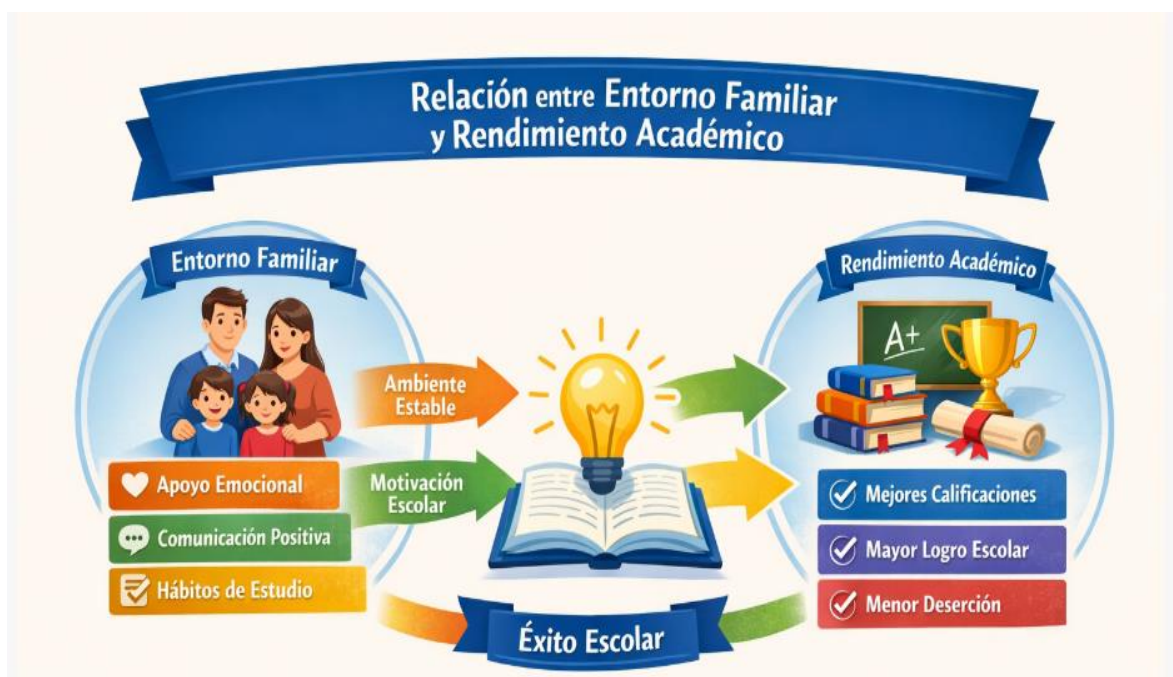 Relación entre Entorno Familiar
y Rendimiento Académico
Entorno Familiar
Apoyo Emocional
Comunicación Positiva
Hábitos de Estudio
Ambiente
Estable
Motivación
Escolar
Éxito Escolar
Rendimiento Académico
A+
Mejores Calificaciones
Mayor Logro Escolar
Menor Deserción